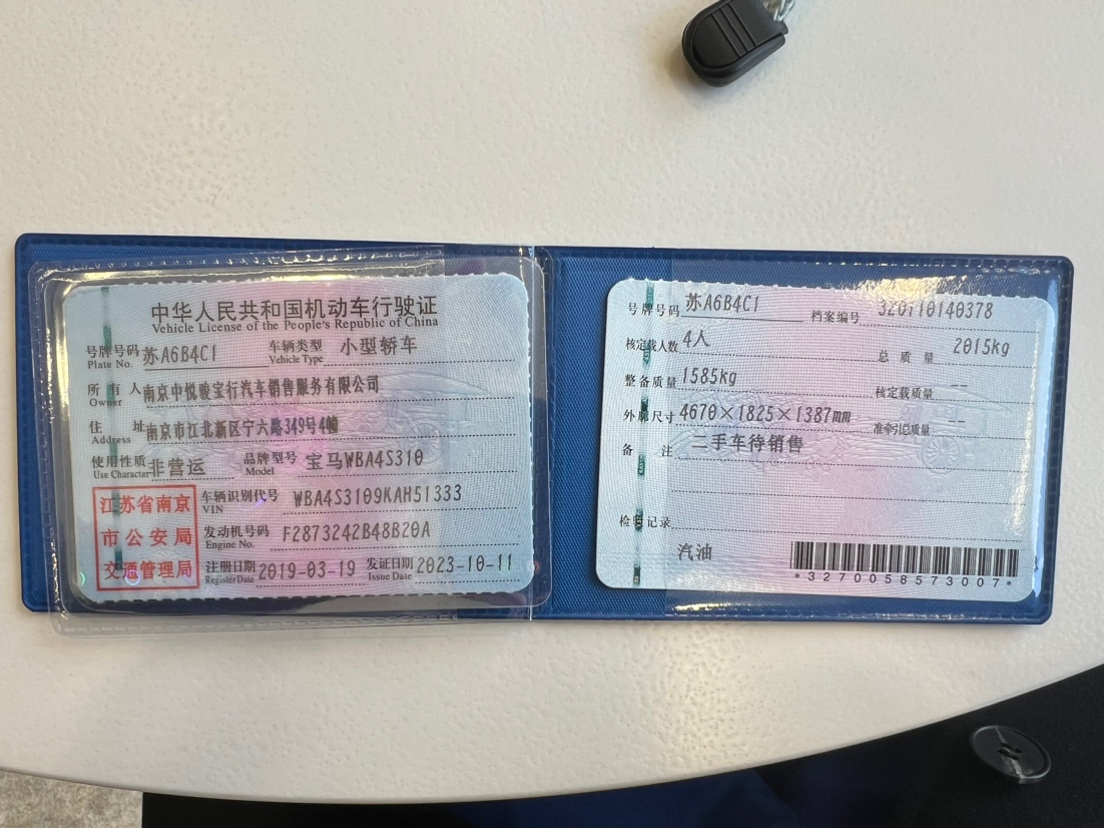 中华人民共和国机动车行驶证
Vehicle License of the People's Republic of China
号牌号码 苏A6B4C1 车辆类型 小型轿车
Plate No. Vehicle Type
所有人 南京中悦骏宝行汽车销售服务有限公司
Owner
住址 南京市江北新区宁六路349号4幢
Address
使用性质 非营运 品牌型号 宝马WBA4S310
Use Character Model
江苏省南京
市公安局
交通管理局
车辆识别代号 WBA4S3109KAH51333
VIN
发动机号码 F2873242B48B20A
Engine No.
注册日期 2019-03-19 发证日期 2023-10-11
Register Date Issue Date
号牌号码 苏A6B4C1 档案编号 320110140378
核定载人数 4人 总质量 2015kg
整备质量 1585kg 核定载质量 --
外廓尺寸 4670×1825×1387mm 准牵引总质量 --
备注 二手车待销售
检验记录
汽油
*3270058573007*